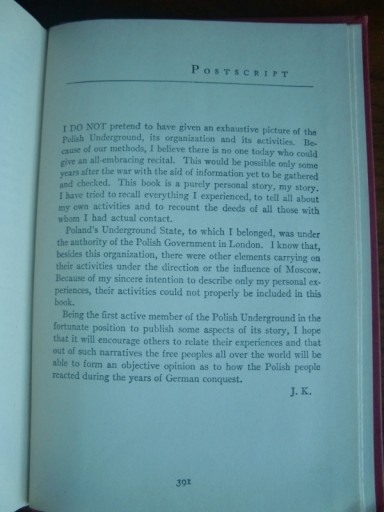 POSTSCRIPT
I DO NOT pretend to have given an exhaustive picture of the
Polish Underground, its organization and its activities. Be-
cause of our methods, I believe there is no one today who could
give an all-embracing recital. This would be possible only some
years after the war with the aid of information yet to be gathered
and checked. This book is a purely personal story, my story.
I have tried to recall everything I experienced, to tell all about
my own activities and to recount the deeds of all those with
whom I had actual contact.
Poland's Underground State, to which I belonged, was under
the authority of the Polish Government in London. I know that,
besides this organization, there were other elements carrying on
their activities under the direction or the influence of Moscow.
Because of my sincere intention to describe only my personal ex-
periences, their activities could not properly be included in this
book.
Being the first active member of the Polish Underground in the
fortunate position to publish some aspects of its story, I hope
that it will encourage others to relate their experiences and that
out of such narratives the free peoples all over the world will be
able to form an objective opinion as to how the Polish people
reacted during the years of German conquest.
J. K.
391